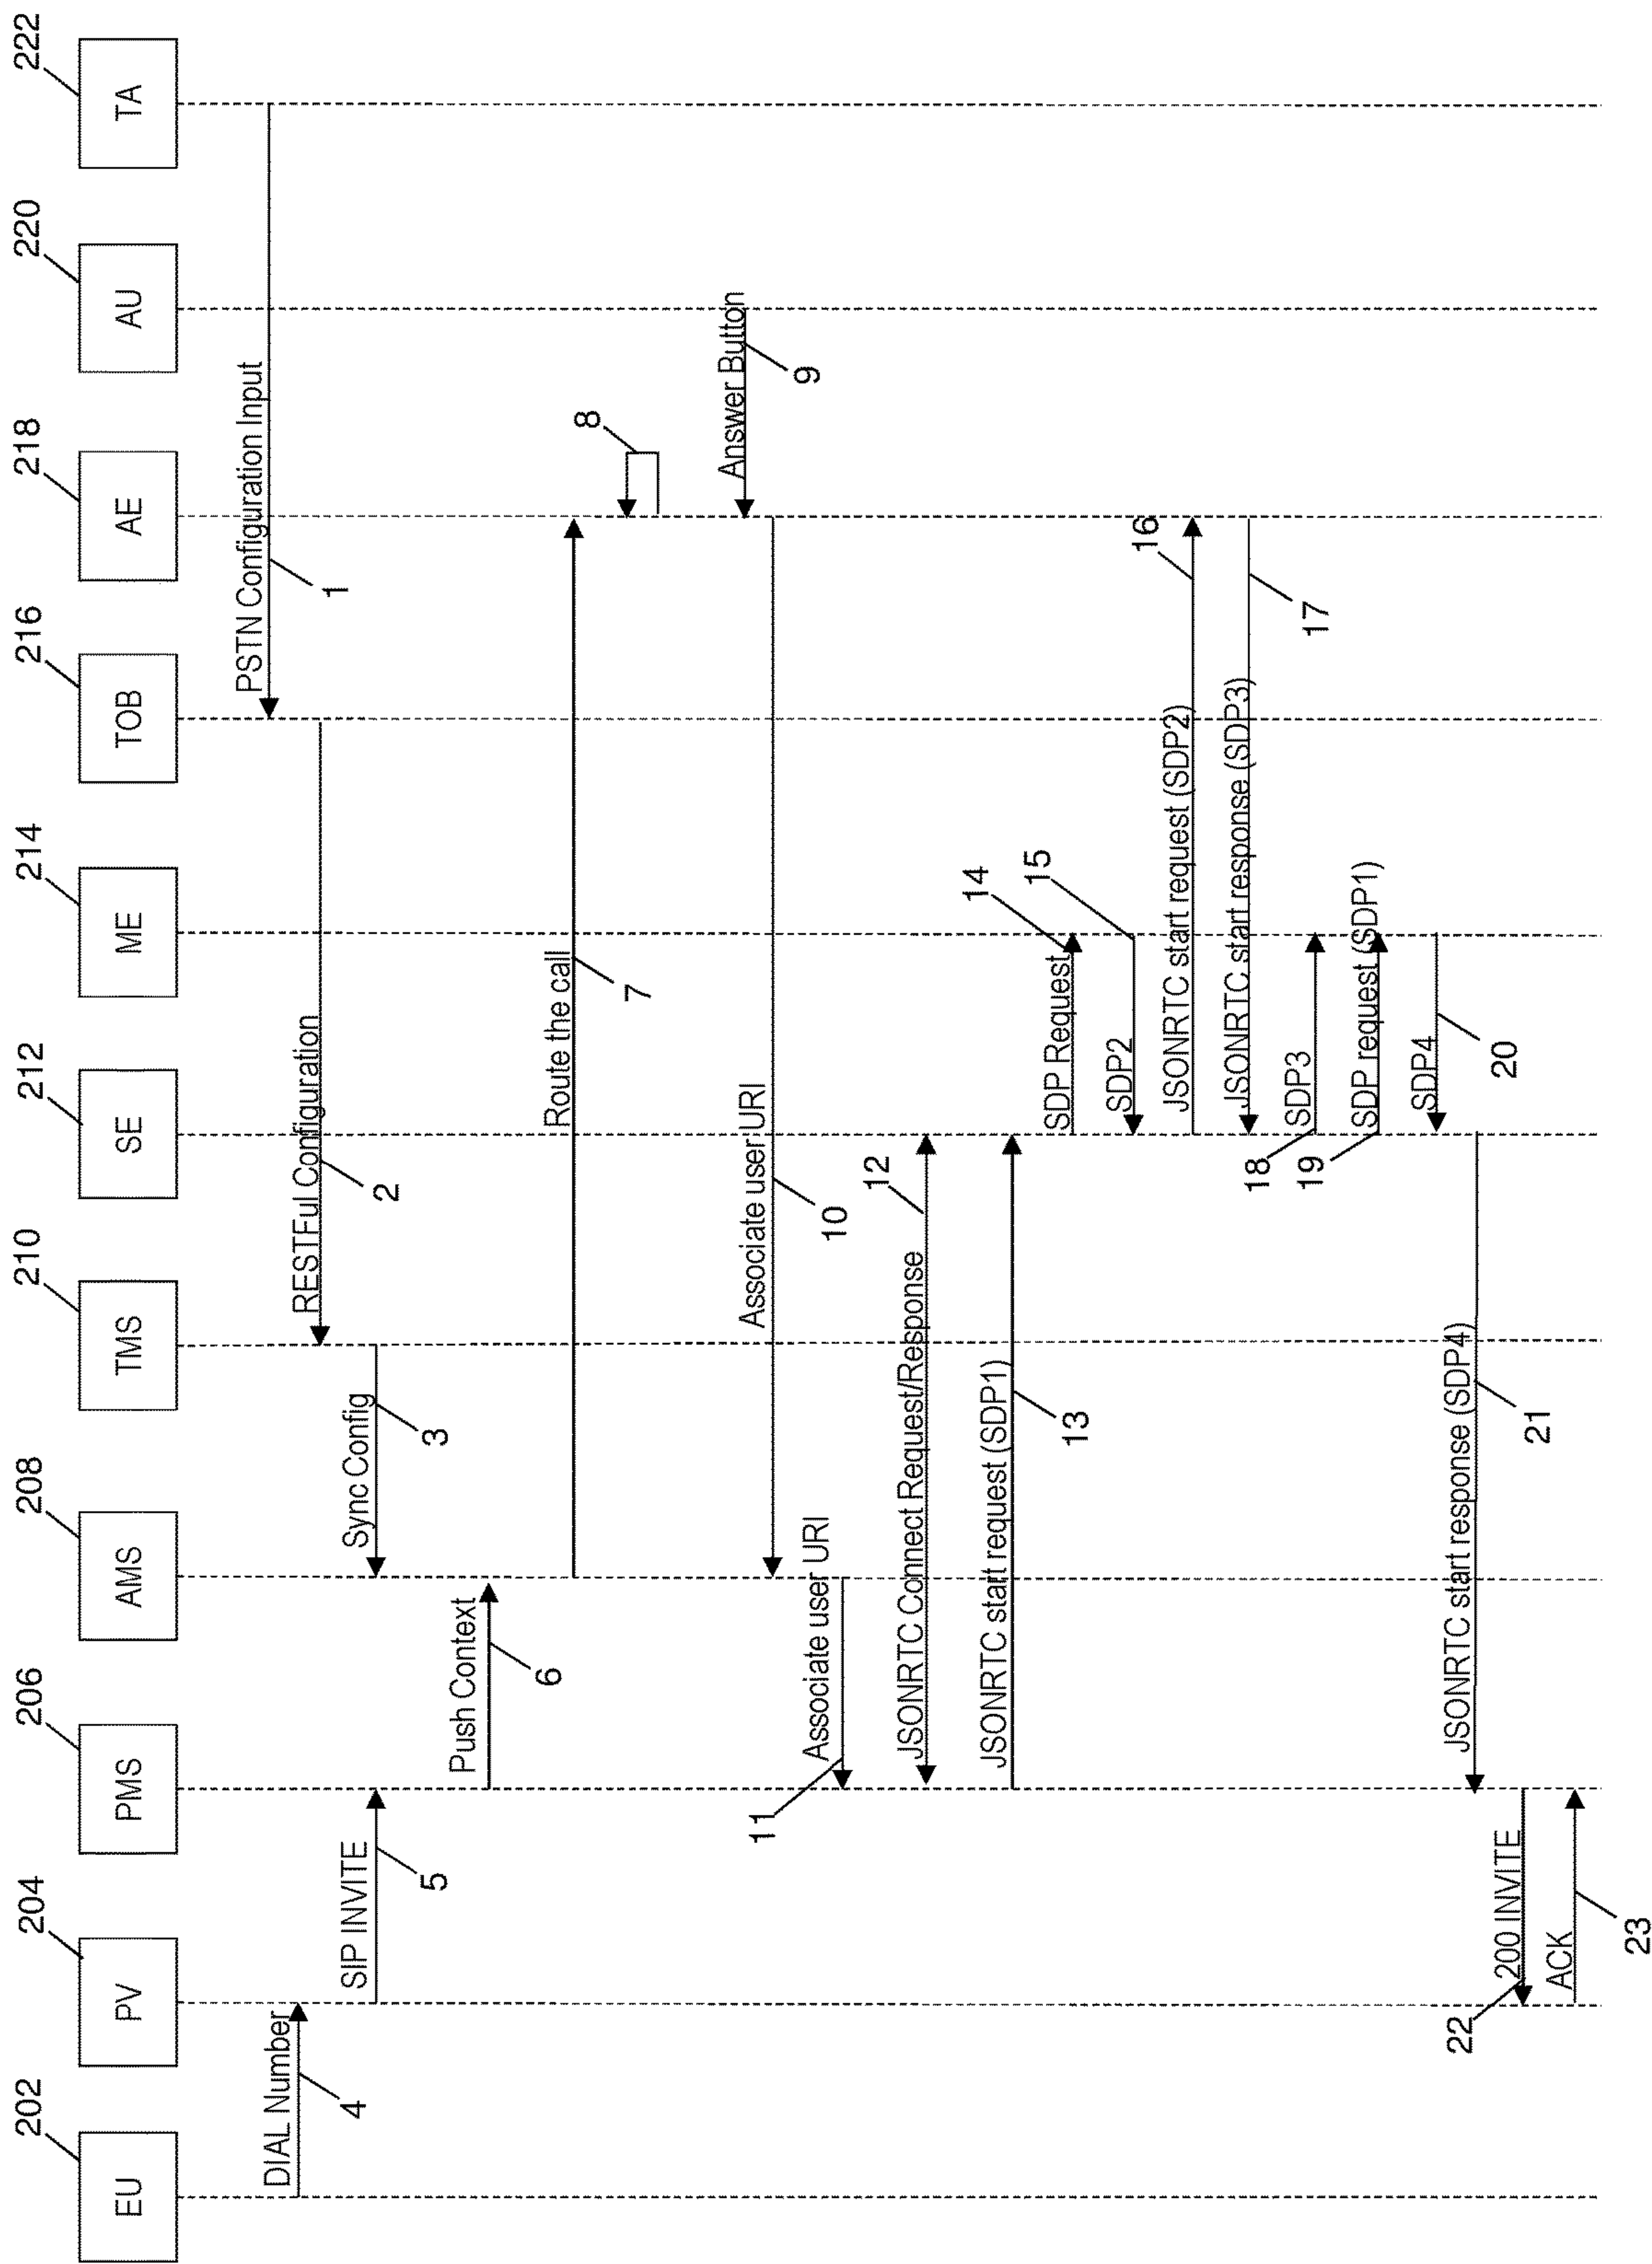 202
204
206
208
210
212
214
216
218
220
222
EU
PV
PMS
AMS
TMS
SE
ME
TOB
AE
AU
TA
PSTN Configuration Input
1
DIAL Number
4
RESTFul Configuration
2
SIP INVITE
5
Sync Config
3
Push Context
6
Route the call
7
8
Answer Button
9
Associate user URI
10
Associate user URI
11
JSONRTC Connect Request/Response
12
JSONRTC start request (SDP1)
13
SDP Request
14
SDP2
15
JSONRTC start request (SDP2)
16
JSONRTC start response (SDP3)
17
SDP3
18
SDP request (SDP1)
19
SDP4
20
JSONRTC start response (SDP4)
21
200 INVITE
22
ACK
23